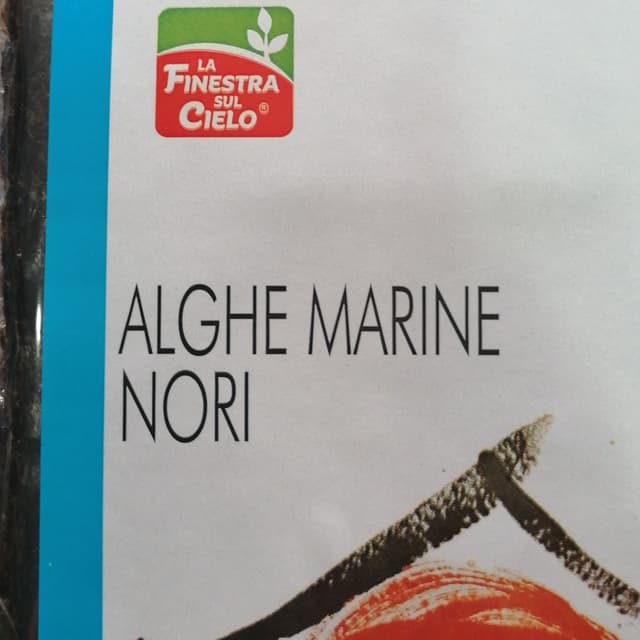 LA
FINESTRA
SUL
CIELO®
ALGHE MARINE
NORI